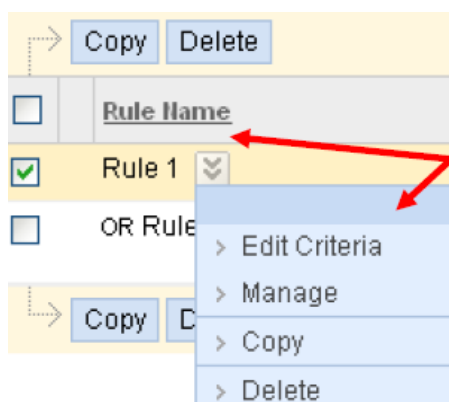 Copy Delete
Rule Name
Rule 1
OR Rule
> Edit Criteria
> Manage
Copy
> Copy
> Delete